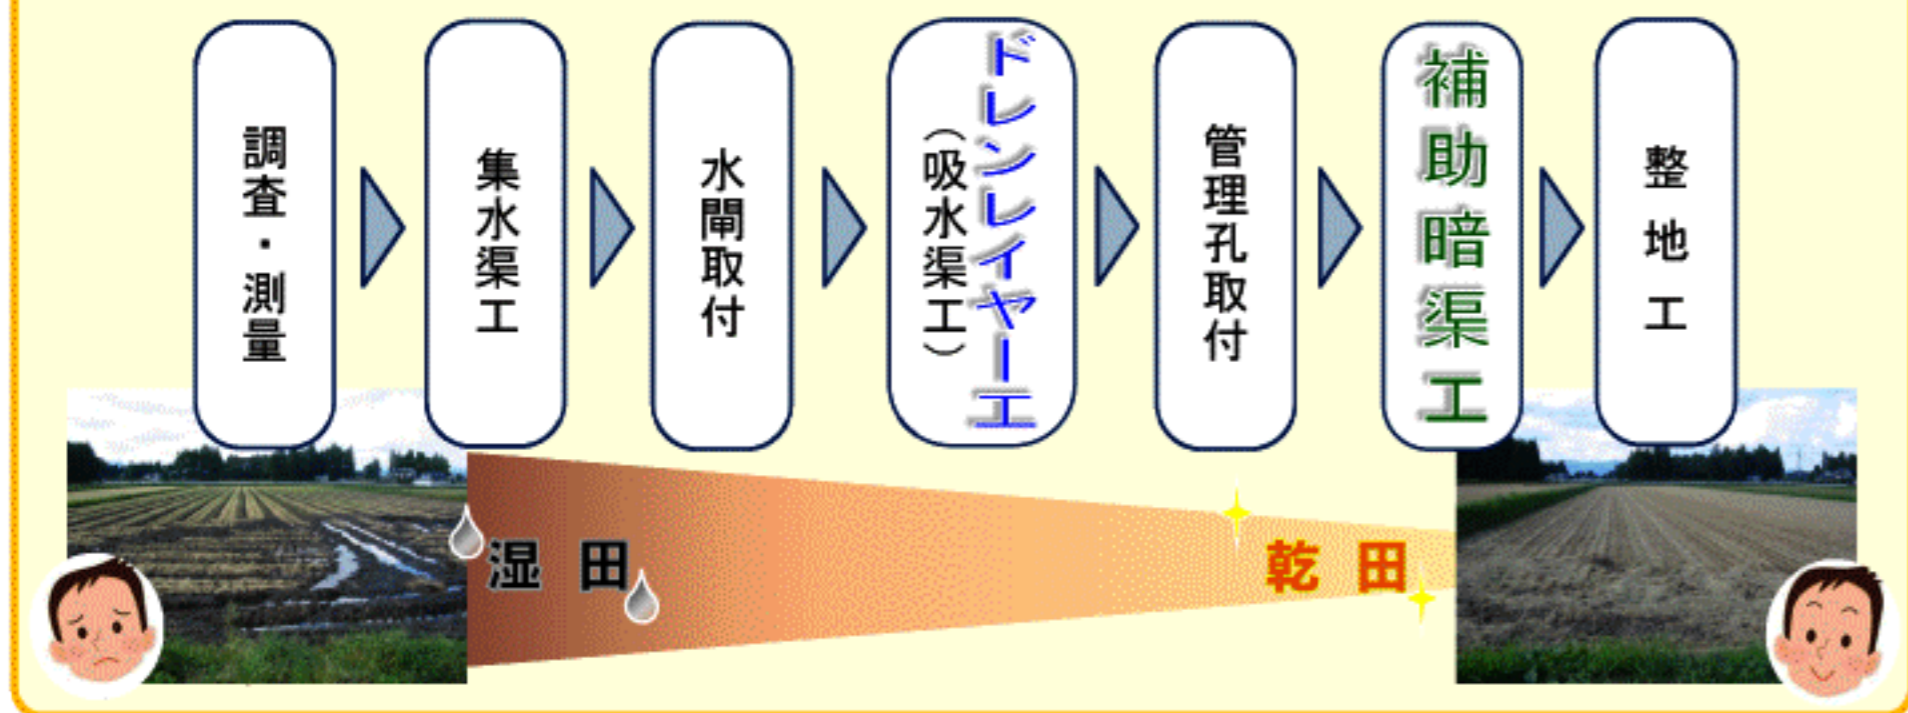 調査・測量
集水渠工
水閘取付
ドレンレイヤー工
（吸水渠工）
管理孔取付
補助暗渠工
整地工
湿田
乾田